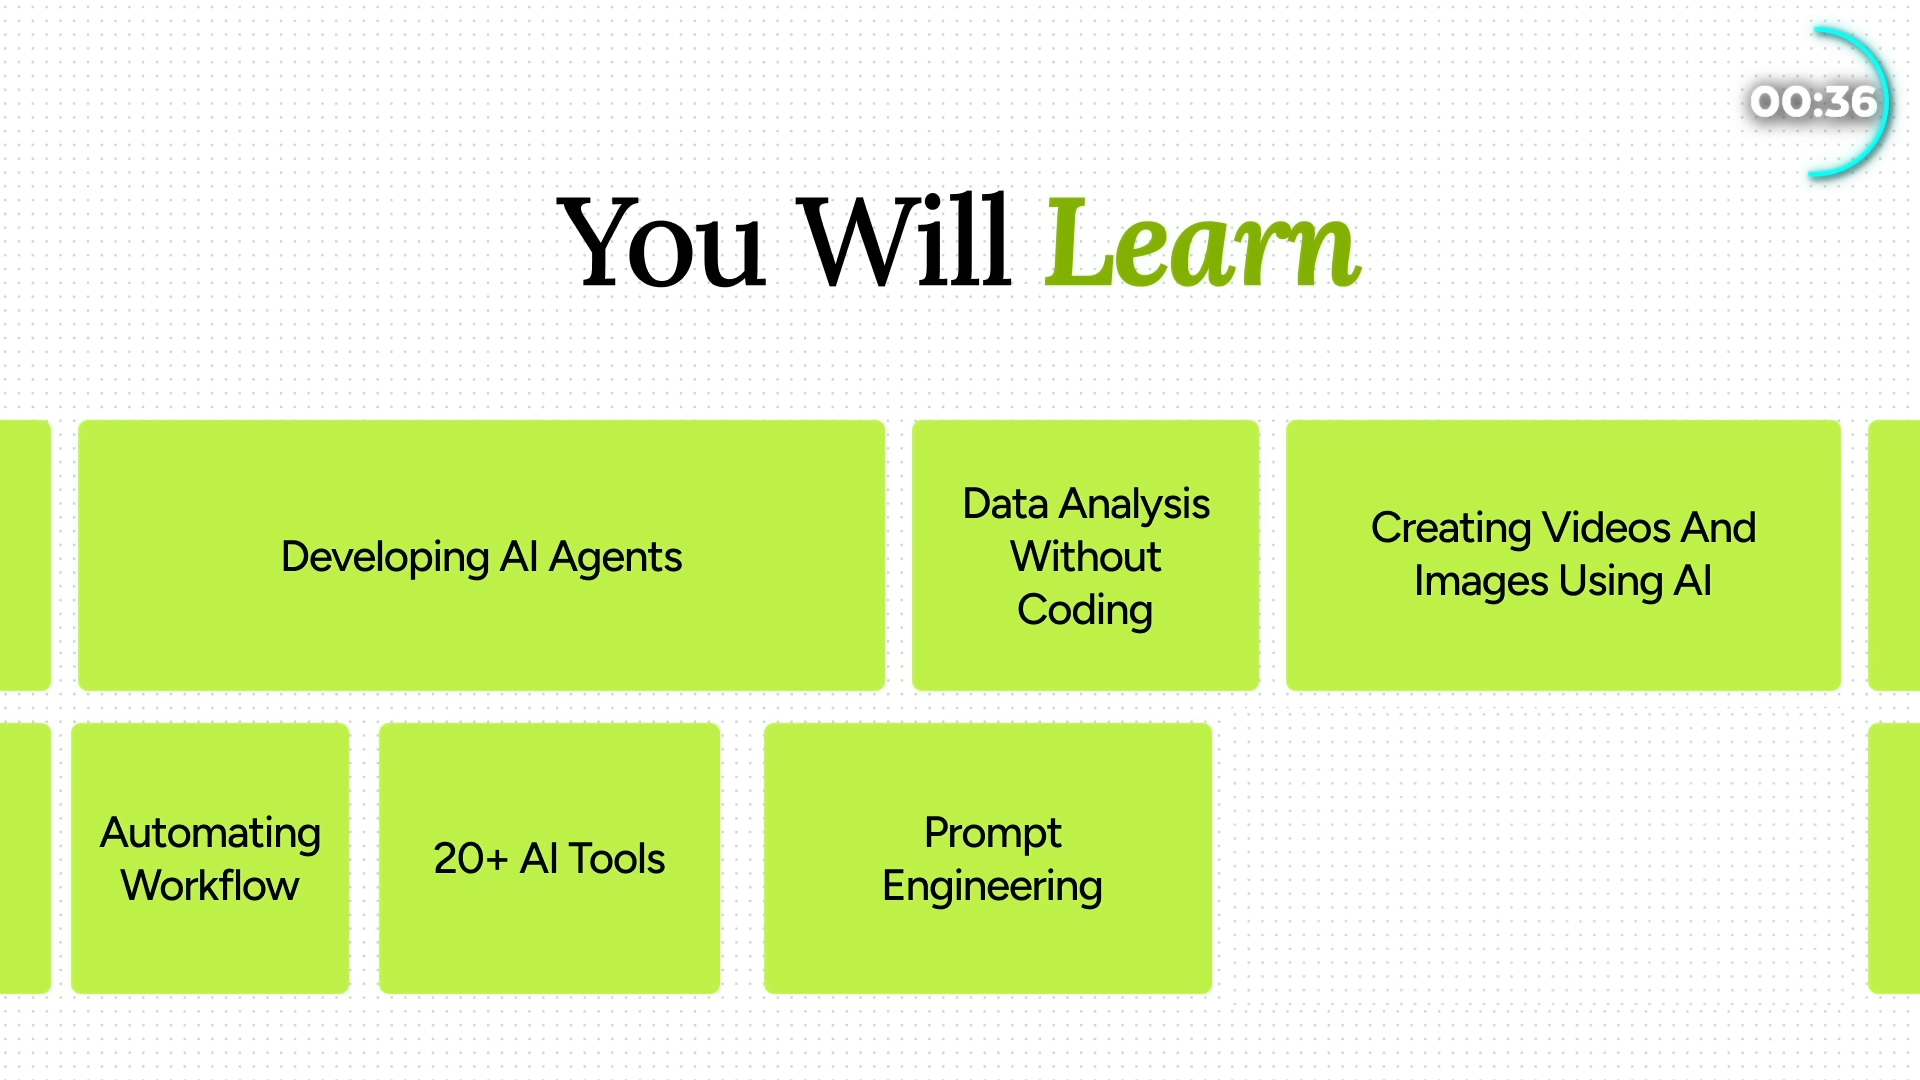 00:36
You Will Learn
Developing AI Agents
Data Analysis
Without
Coding
Creating Videos And
Images Using AI
Automating
Workflow
20+ AI Tools
Prompt
Engineering